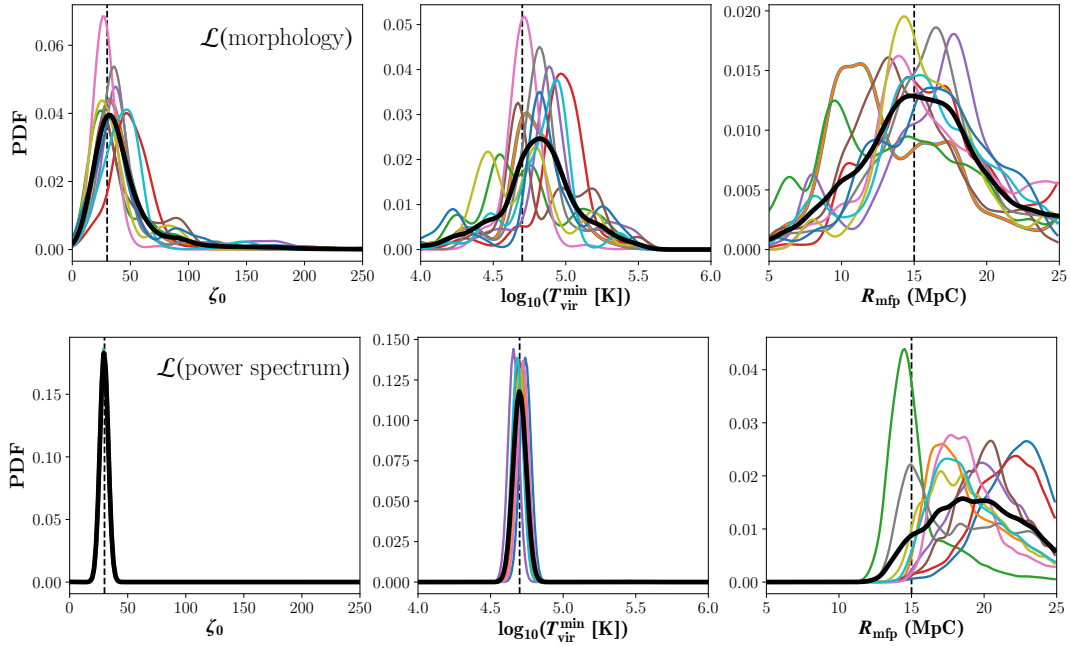 ℒ(morphology)
PDF
0.06
0.04
0.02
0.00
0 50 100 150 200 250
ζ₀
0.05
0.04
0.03
0.02
0.01
0.00
4.0 4.5 5.0 5.5 6.0
log₁₀(T_vir^min [K])
0.020
0.015
0.010
0.005
0.000
5 10 15 20 25
R_mfp (MpC)
ℒ(power spectrum)
PDF
0.15
0.10
0.05
0.00
0 50 100 150 200 250
ζ₀
0.150
0.125
0.100
0.075
0.050
0.025
0.000
4.0 4.5 5.0 5.5 6.0
log₁₀(T_vir^min [K])
0.04
0.03
0.02
0.01
0.00
5 10 15 20 25
R_mfp (MpC)